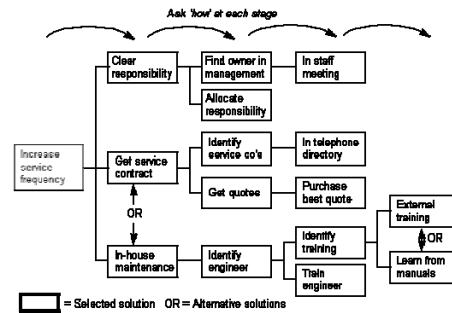 Ask 'how' at each stage
Clear
responsibility
Find owner in
management
In staff
meeting
Allocate
responsibility
Increase
service
frequency
Get service
contract
Identify
service co's
In telephone
directory
Get quotes
Purchase
best quote
OR
In-house
maintenance
Identify
engineer
Identify
training
Train
engineer
External
training
OR
Learn from
manuals
= Selected solution OR = Alternative solutions